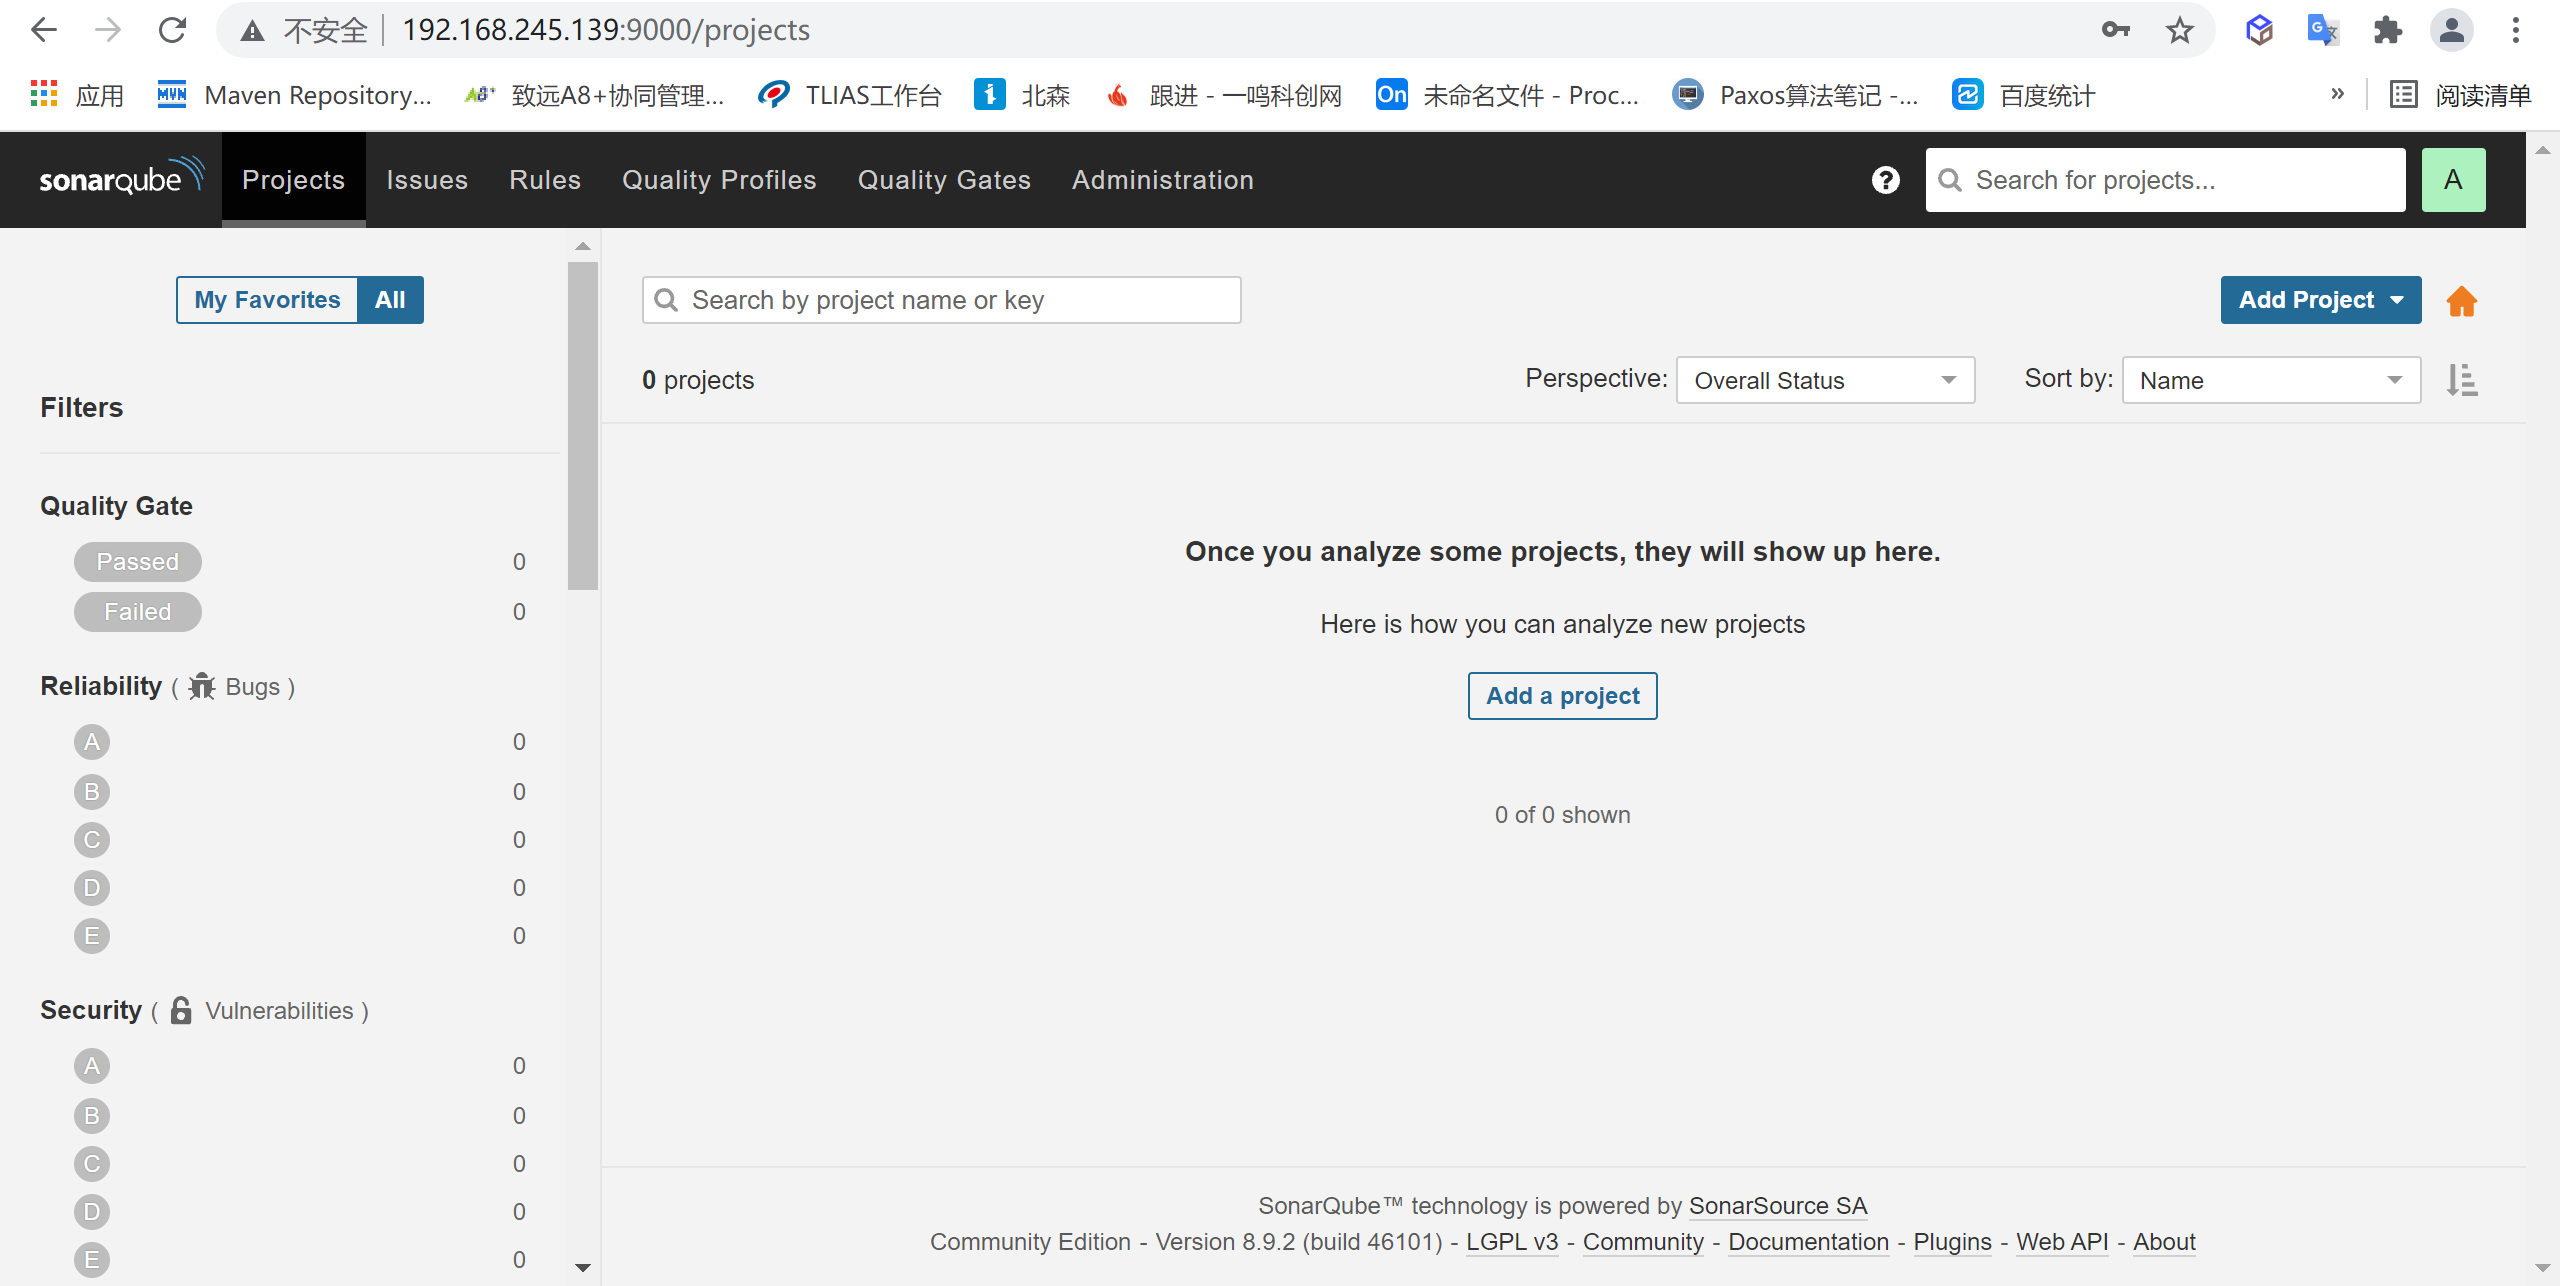 不安全 192.168.245.139:9000/projects
应用 Maven Repository... 致远A8+协同管理... TLIAS工作台 北森 跟进 - 一鸣科创网 On 未命名文件 - Proc... Paxos算法笔记 -... 百度统计 » 阅读清单
sonarqube Projects Issues Rules Quality Profiles Quality Gates Administration Search for projects... A
My Favorites All
Search by project name or key
Add Project
0 projects
Perspective: Overall Status Sort by: Name
Filters
Quality Gate
Passed 0
Failed 0
Reliability ( Bugs )
A 0
B 0
C 0
D 0
E 0
Security ( Vulnerabilities )
A 0
B 0
C 0
D 0
E 0
Once you analyze some projects, they will show up here.
Here is how you can analyze new projects
Add a project
0 of 0 shown
SonarQube™ technology is powered by SonarSource SA
Community Edition - Version 8.9.2 (build 46101) - LGPL v3 - Community - Documentation - Plugins - Web API - About